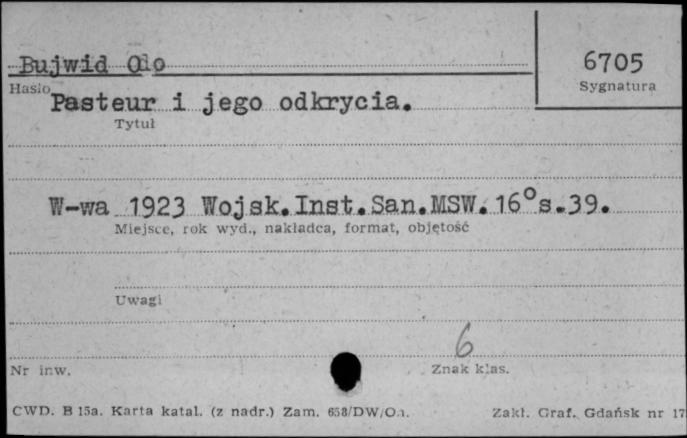 Bujwid Odo
6705
Hasło
Sygnatura
Pasteur i jego odkrycia.
Tytuł
W-wa 1923 Wojsk.Inst.San.MSW.16°s.39.
Miejsce, rok wyd., nakładca, format, objętość
Uwagi
6
Nr inw.
Znak klas.
CWD. B 15a. Karta katal. (z nadr.) Zam. 658/DW/O.
Zakł. Graf. Gdańsk nr 17